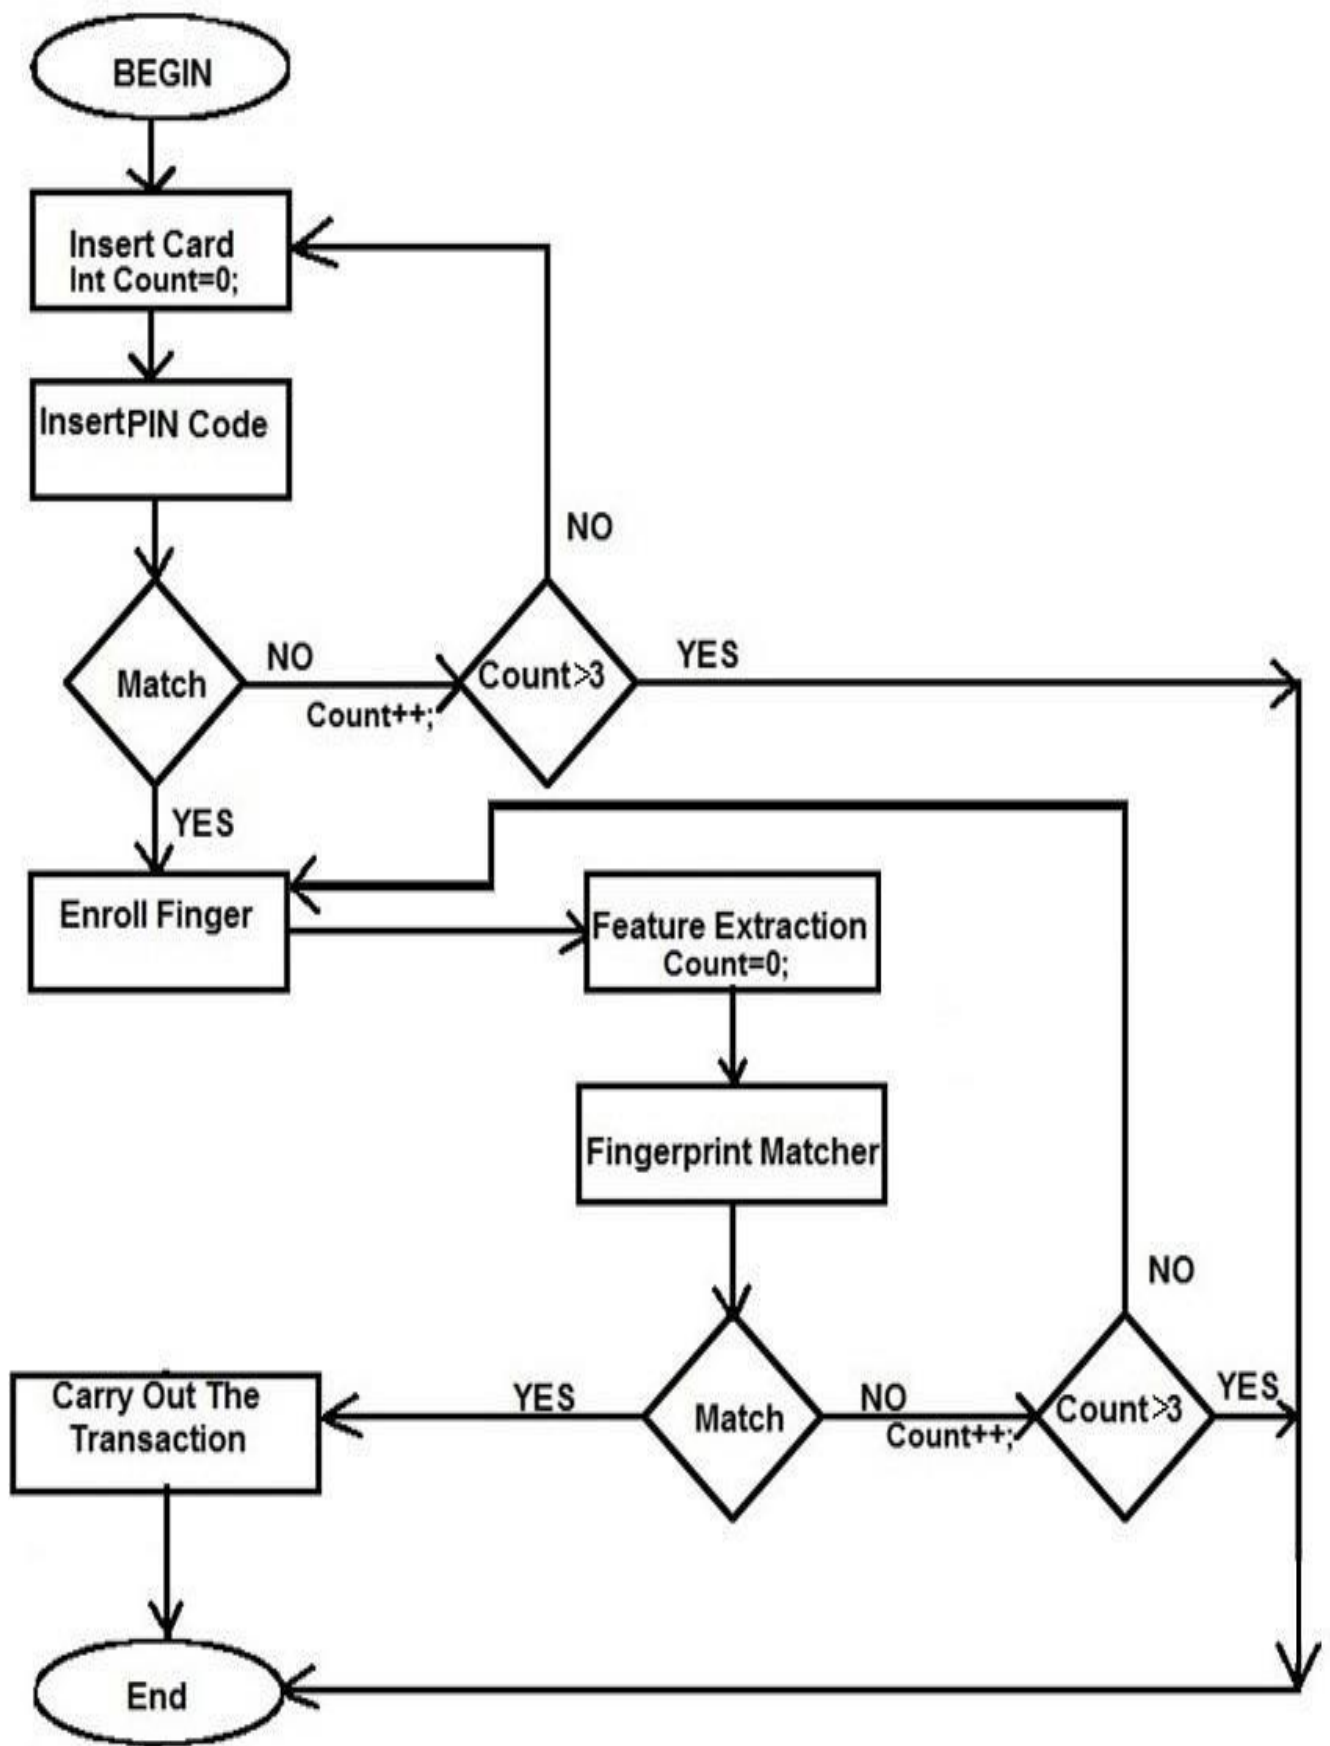 BEGIN
Insert Card
Int Count=0;
InsertPIN Code
NO
Match
NO
Count++;
Count>3
YES
YES
Enroll Finger
Feature Extraction
Count=0;
Fingerprint Matcher
NO
Carry Out The
Transaction
YES
Match
NO
Count++;
Count>3
YES
End